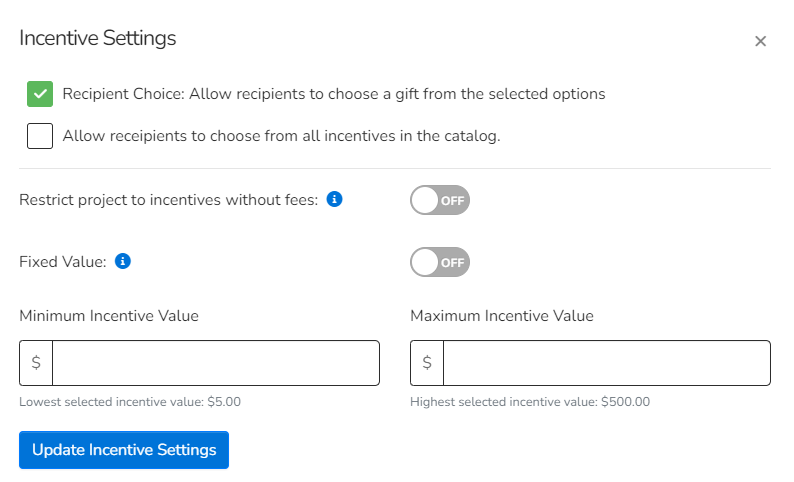 Incentive Settings
×
Recipient Choice: Allow recipients to choose a gift from the selected options
Allow receipients to choose from all incentives in the catalog.
Restrict project to incentives without fees: i
OFF
Fixed Value: i
OFF
Minimum Incentive Value
Maximum Incentive Value
$
$
Lowest selected incentive value: $5.00
Highest selected incentive value: $500.00
Update Incentive Settings